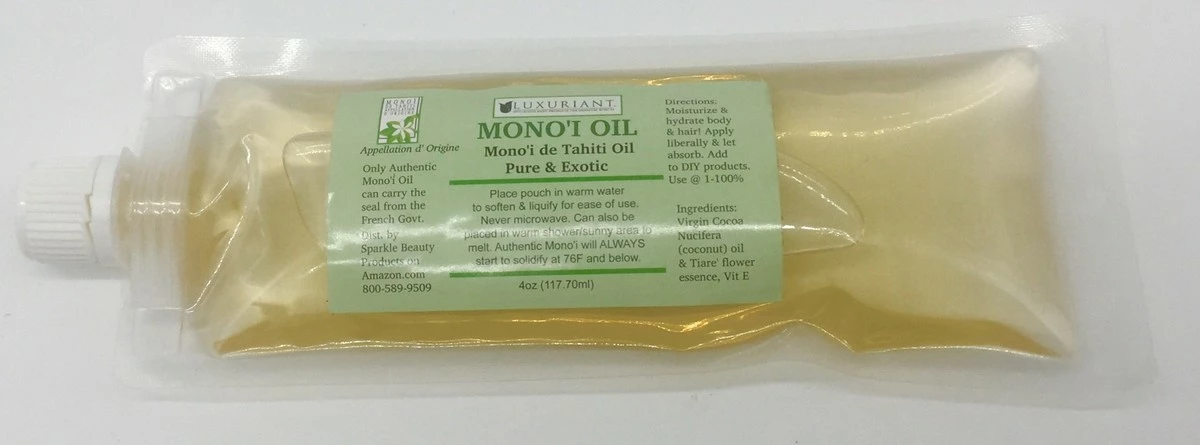 MONOI
Appellation d' Origine
Only Authentic
Mono'i Oil
can carry the
seal from the
French Govt.
Dist. by
Sparkle Beauty
Products on
Amazon.com
800-589-9509
LUXURIANT
MONO'I OIL
Mono'i de Tahiti Oil
Pure & Exotic
Place pouch in warm water
to soften & liquify for ease of use.
Never microwave. Can also be
placed in warm shower/sunny area to
melt. Authentic Mono'i will ALWAYS
start to solidify at 76F and below.
4oz (117.70ml)
Directions:
Moisturize &
hydrate body
& hair! Apply
liberally & let
absorb. Add
to DIY products.
Use @ 1-100%
Ingredients:
Virgin Cocoa
Nucifera
(coconut) oil
& Tiare' flower
essence, Vit E